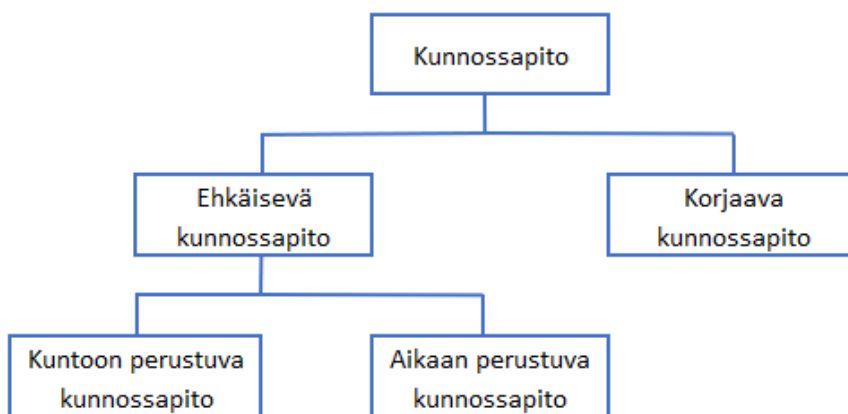 Kunnossapito
Ehkäisevä
kunnossapito
Korjaava
kunnossapito
Kuntoon perustuva
kunnossapito
Aikaan perustuva
kunnossapito